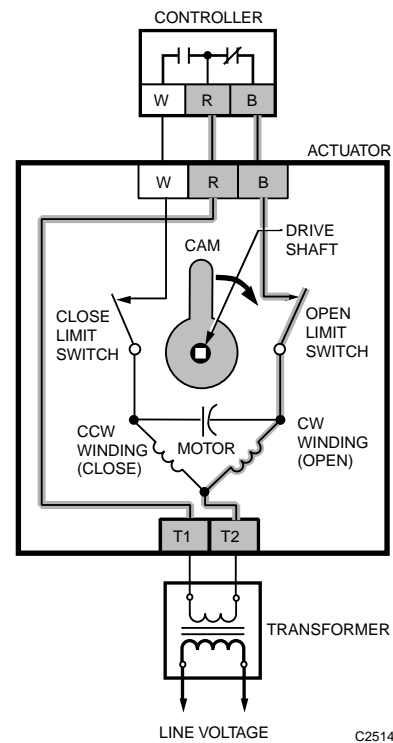 CONTROLLER
W R B
ACTUATOR
W R B
DRIVE
SHAFT
CAM
CLOSE
LIMIT
SWITCH
OPEN
LIMIT
SWITCH
CCW
WINDING
(CLOSE)
MOTOR
CW
WINDING
(OPEN)
T1 T2
TRANSFORMER
LINE VOLTAGE
C2514